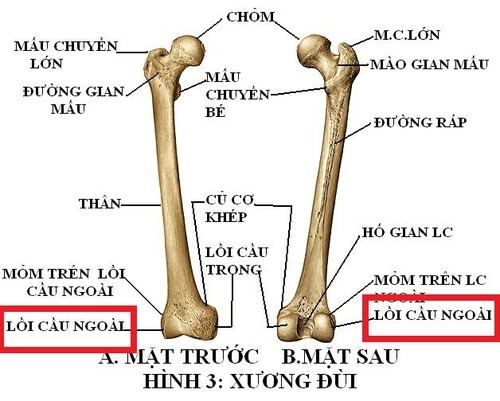 CHỎM
MẤU CHUYỂN
LỚN
M.C.LỚN
MÀO GIAN MẤU
ĐƯỜNG GIAN
MẤU
MẤU
CHUYỂN
BÉ
ĐƯỜNG RÁP
THÂN
CỦ CƠ
KHÉP
HỐ GIAN LC
LỒI CẦU
TRONG
MỎM TRÊN LỒI
CẦU NGOÀI
MỎM TRÊN LC
NGOÀI
LỒI CẦU NGOÀI
LỒI CẦU NGOÀI
A. MẶT TRƯỚC B.MẶT SAU
HÌNH 3: XƯƠNG ĐÙI